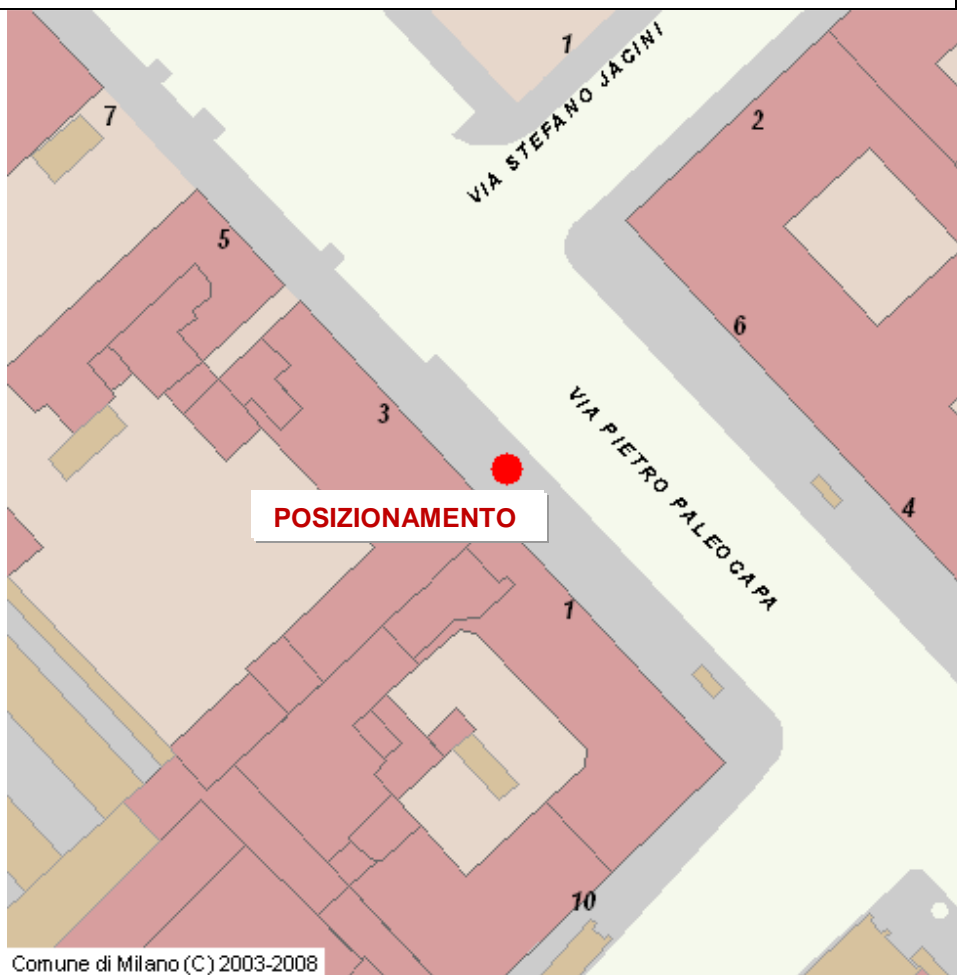 1
VIA STEFANO JACINI
7
2
5
6
3
VIA PIETRO PALEOCAPA
POSIZIONAMENTO
4
1
10
Comune di Milano (C) 2003-2008